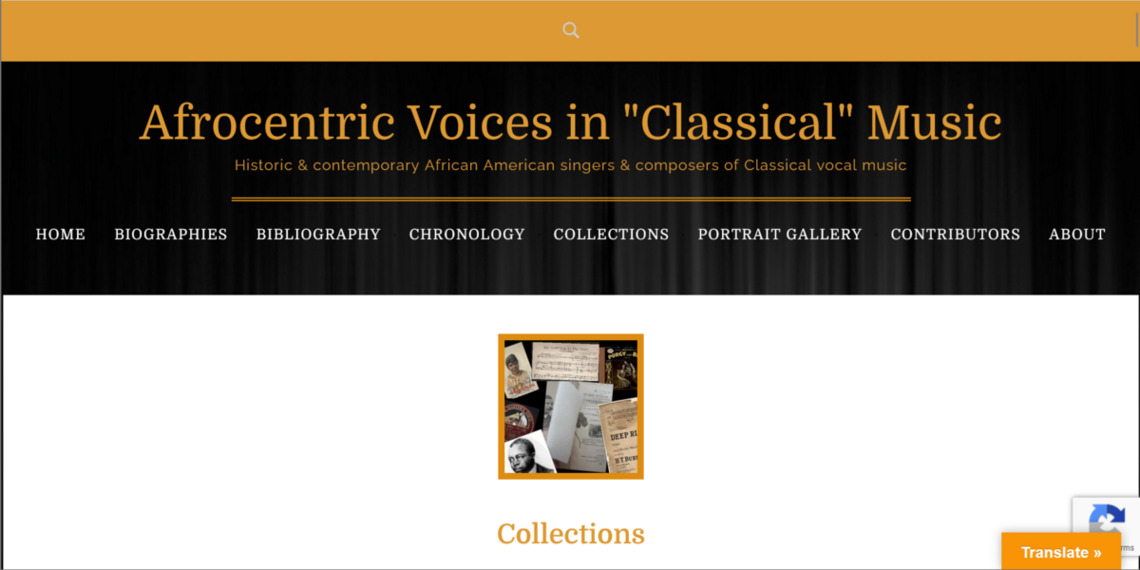 Afrocentric Voices in "Classical" Music
Historic & contemporary African American singers & composers of Classical vocal music
HOME BIOGRAPHIES BIBLIOGRAPHY CHRONOLOGY COLLECTIONS PORTRAIT GALLERY CONTRIBUTORS ABOUT
DEEP
Collections
Translate »